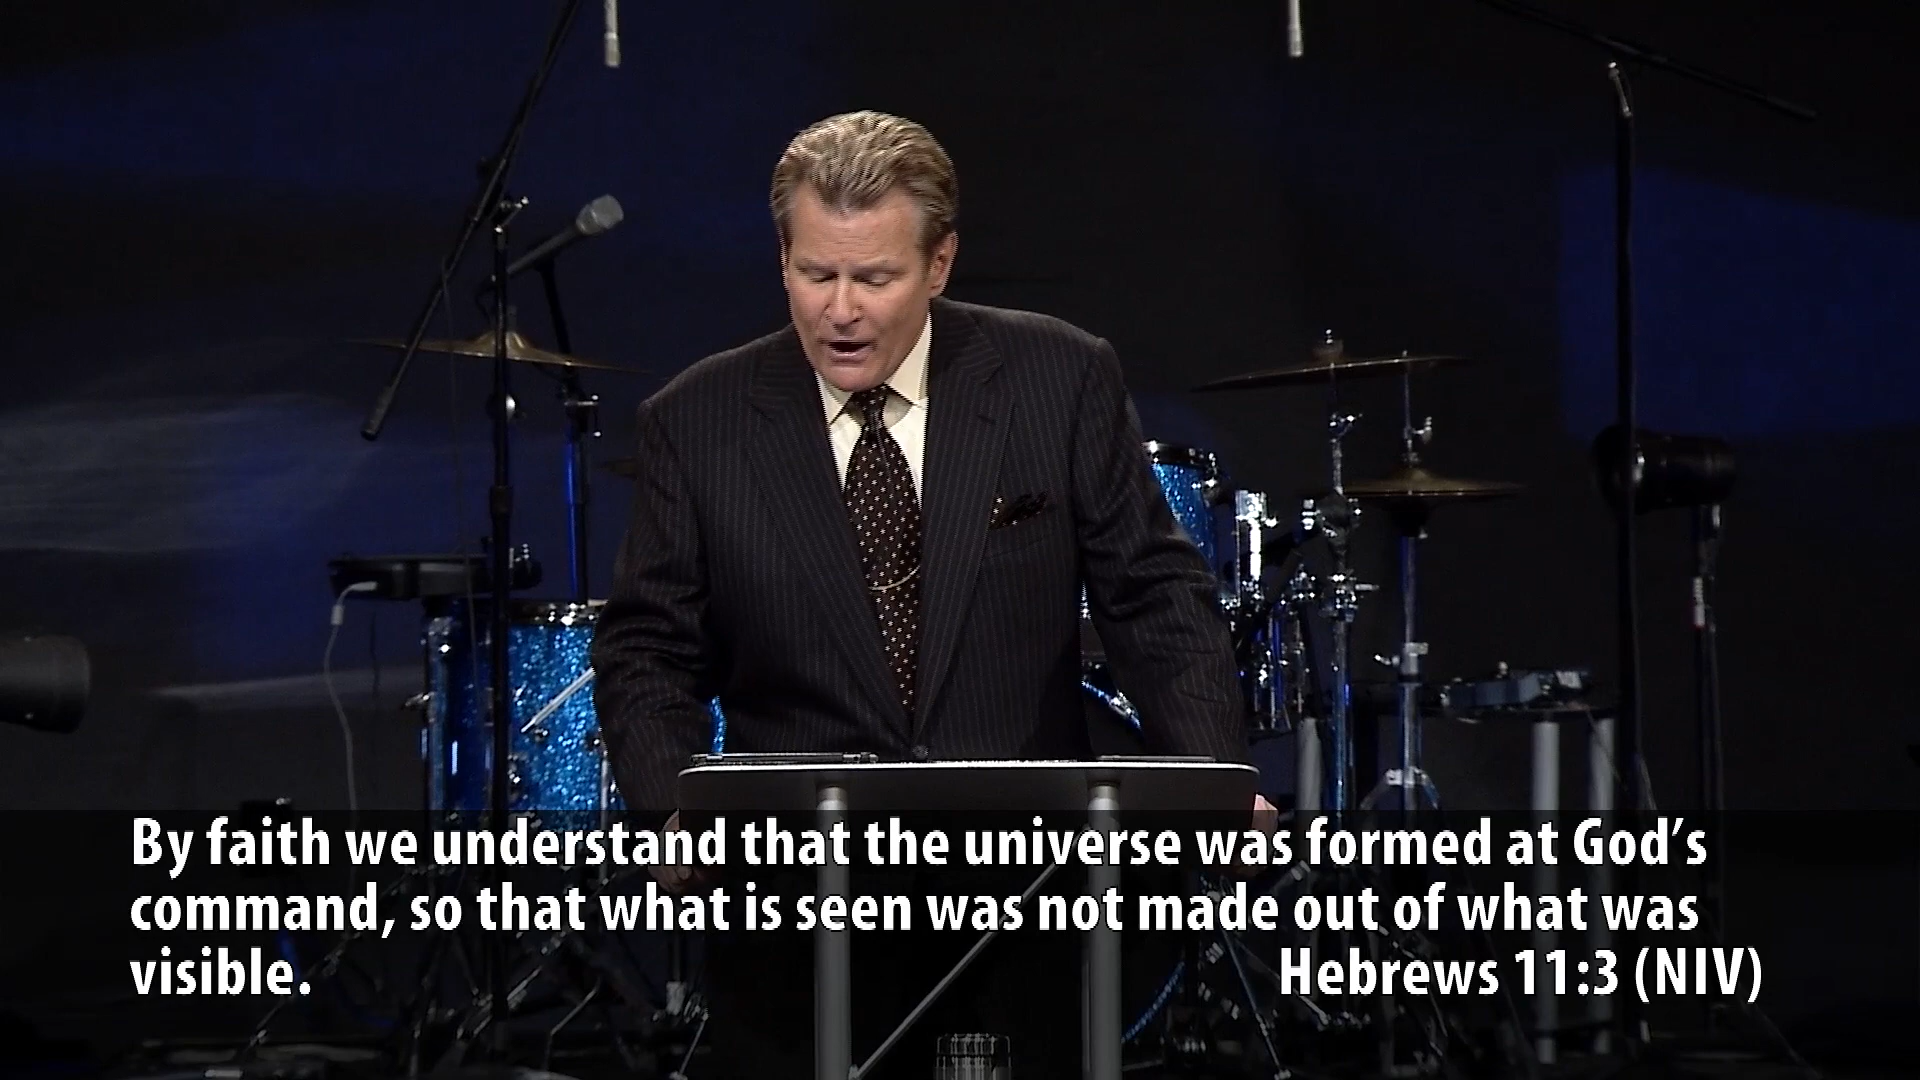 By faith we understand that the universe was formed at God’s
command, so that what is seen was not made out of what was
visible. Hebrews 11:3 (NIV)